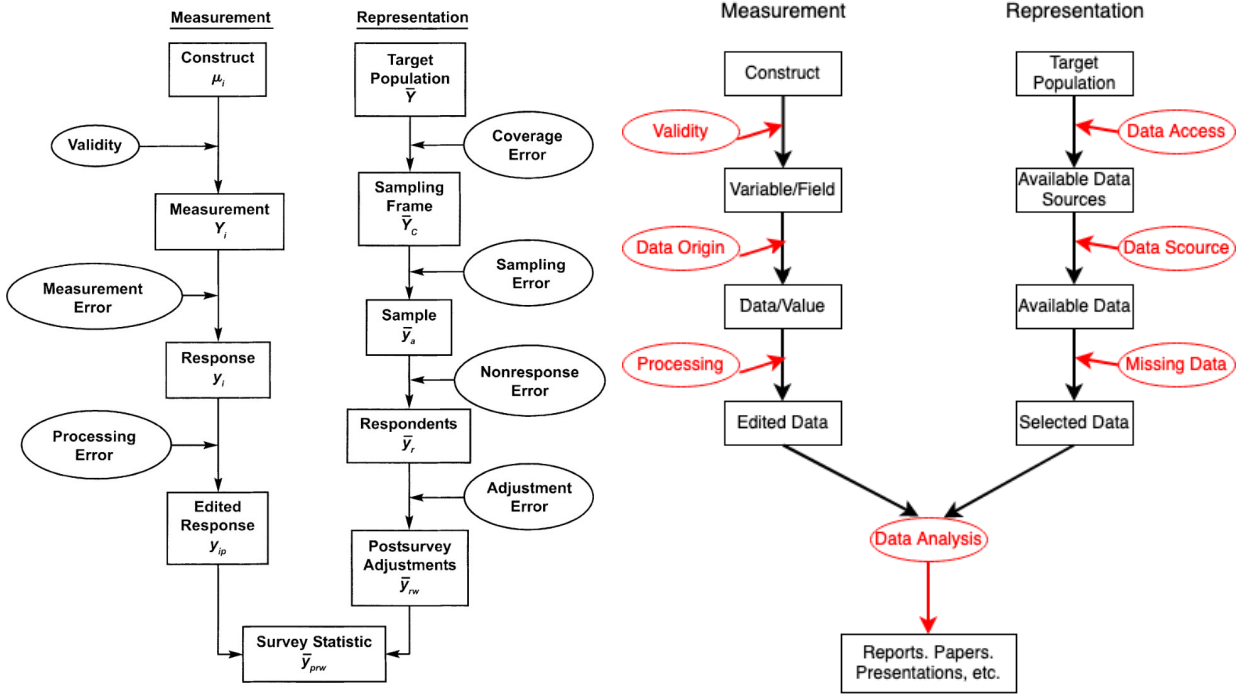 Measurement
Construct
μi
Validity
Measurement
Yi
Measurement
Error
Response
yi
Processing
Error
Edited
Response
yip
Representation
Target
Population
Ȳ
Coverage
Error
Sampling
Frame
ȲC
Sampling
Error
Sample
ȳa
Nonresponse
Error
Respondents
ȳr
Adjustment
Error
Postsurvey
Adjustments
ȳrw
Survey Statistic
ȳprw
Measurement
Construct
Validity
Variable/Field
Data Origin
Data/Value
Processing
Edited Data
Representation
Target
Population
Data Access
Available Data
Sources
Data Scource
Available Data
Missing Data
Selected Data
Data Analysis
Reports. Papers.
Presentations, etc.